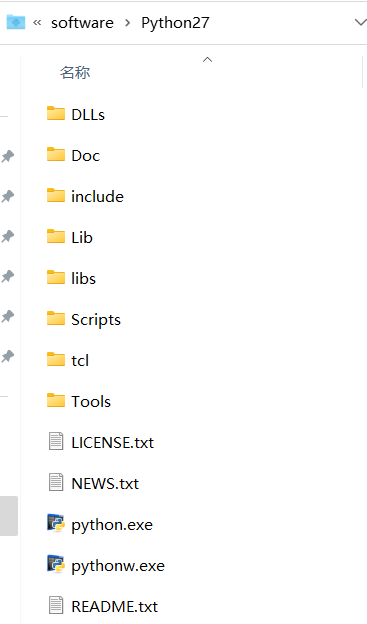 « software > Python27
名称
DLLs
Doc
include
Lib
libs
Scripts
tcl
Tools
LICENSE.txt
NEWS.txt
python.exe
pythonw.exe
README.txt